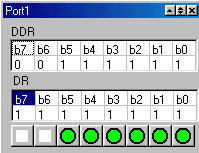 Port1
DDR
b7 b6 b5 b4 b3 b2 b1 b0
0 0 1 1 1 1 1 1
DR
b7 b6 b5 b4 b3 b2 b1 b0
1 1 1 1 1 1 1 1